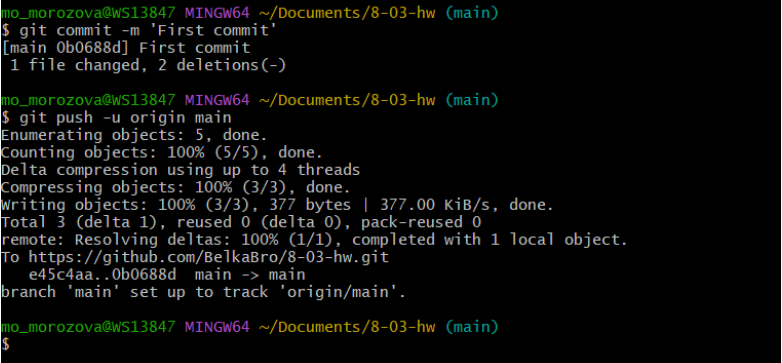 mo_morozova@WS13847 MINGW64 ~/Documents/8-03-hw (main)
$ git commit -m 'First commit'
[main 0b0688d] First commit
 1 file changed, 2 deletions(-)

mo_morozova@WS13847 MINGW64 ~/Documents/8-03-hw (main)
$ git push -u origin main
Enumerating objects: 5, done.
Counting objects: 100% (5/5), done.
Delta compression using up to 4 threads
Compressing objects: 100% (3/3), done.
Writing objects: 100% (3/3), 377 bytes | 377.00 KiB/s, done.
Total 3 (delta 1), reused 0 (delta 0), pack-reused 0
remote: Resolving deltas: 100% (1/1), completed with 1 local object.
To https://github.com/BelkaBro/8-03-hw.git
   e45c4aa..0b0688d  main -> main
branch 'main' set up to track 'origin/main'.

mo_morozova@WS13847 MINGW64 ~/Documents/8-03-hw (main)
$